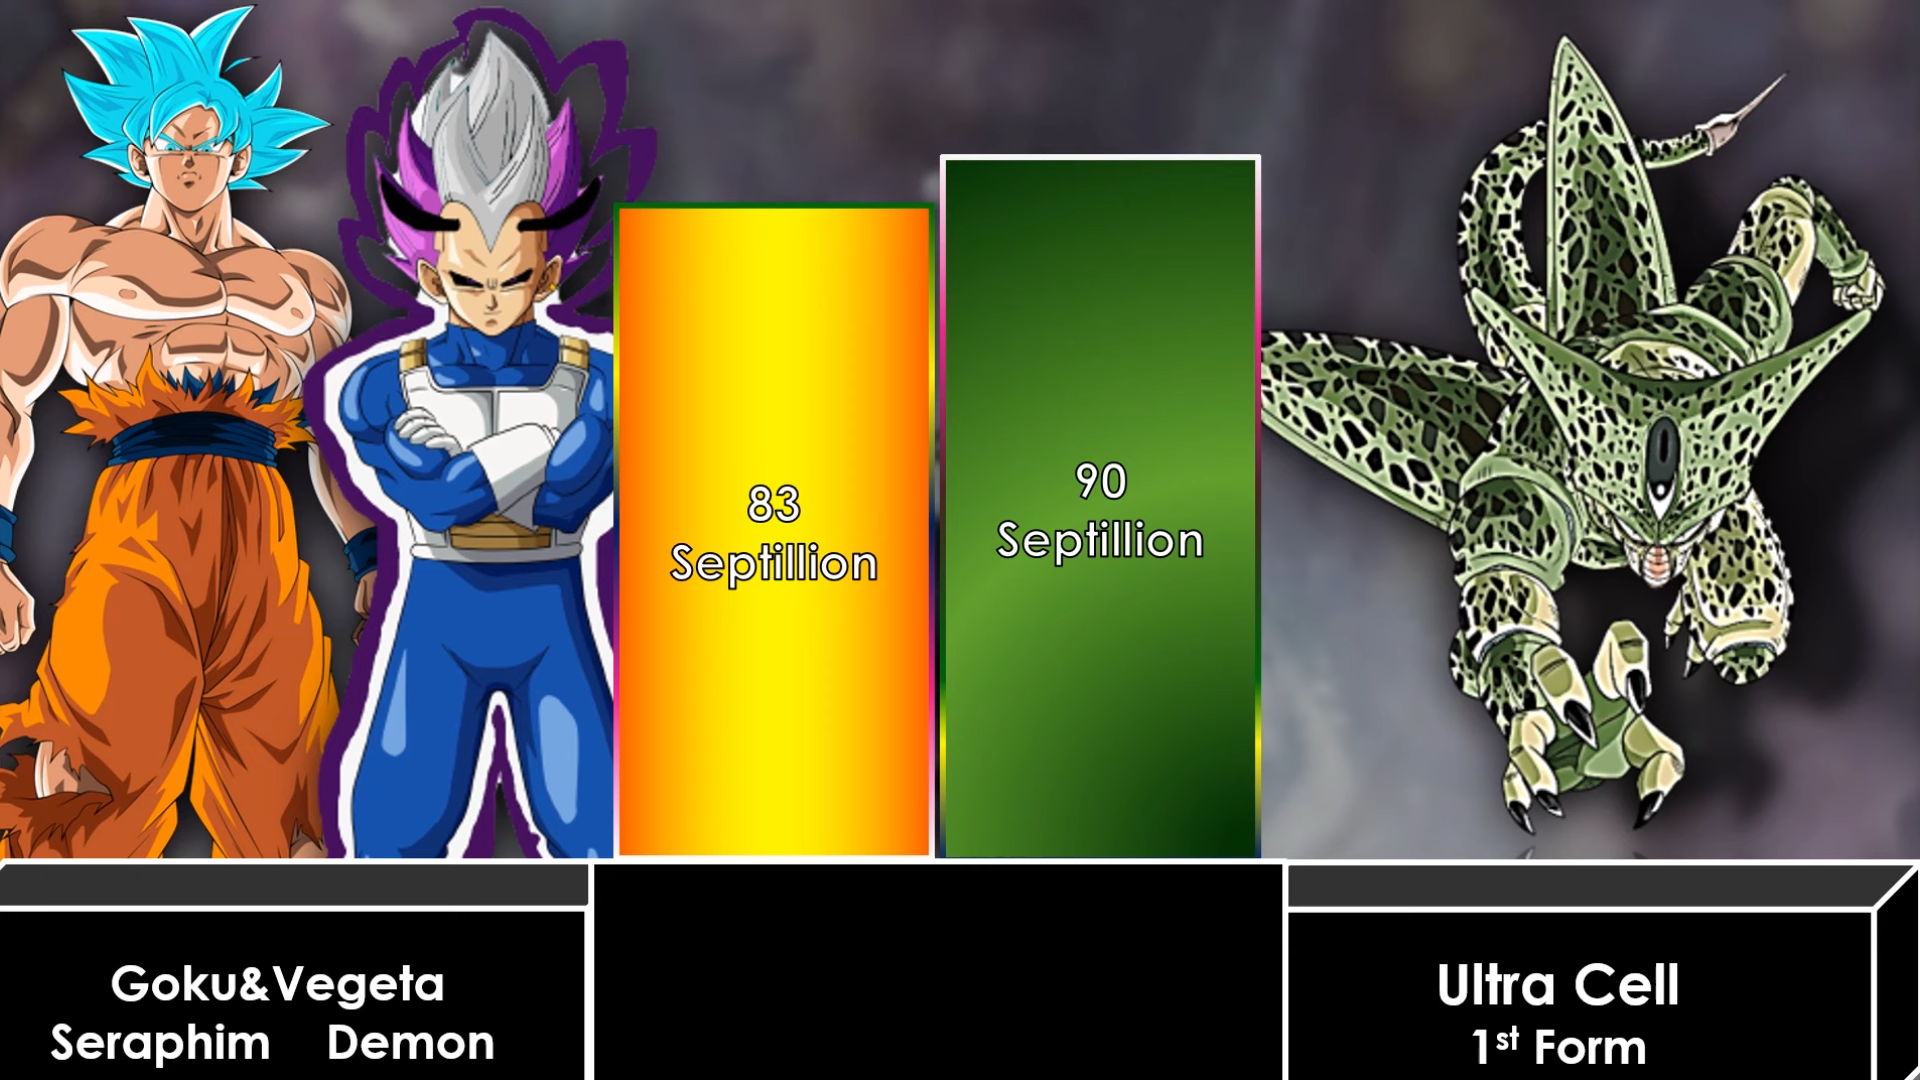 83
Septillion
90
Septillion
Goku&Vegeta
Seraphim Demon
Ultra Cell
1st Form